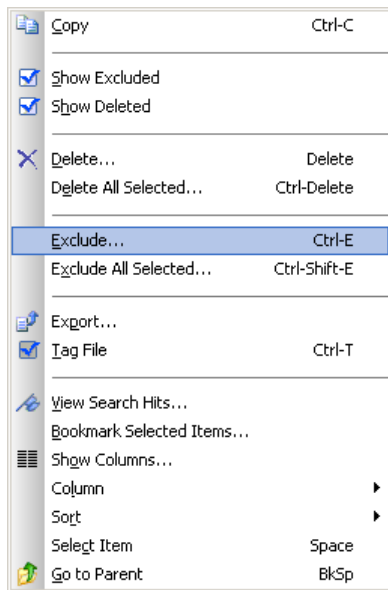 Copy Ctrl-C
Show Excluded
Show Deleted
Delete... Delete
Delete All Selected... Ctrl-Delete
Exclude... Ctrl-E
Exclude All Selected... Ctrl-Shift-E
Export...
Tag File Ctrl-T
View Search Hits...
Bookmark Selected Items...
Show Columns...
Column
Sort
Select Item Space
Go to Parent BkSp